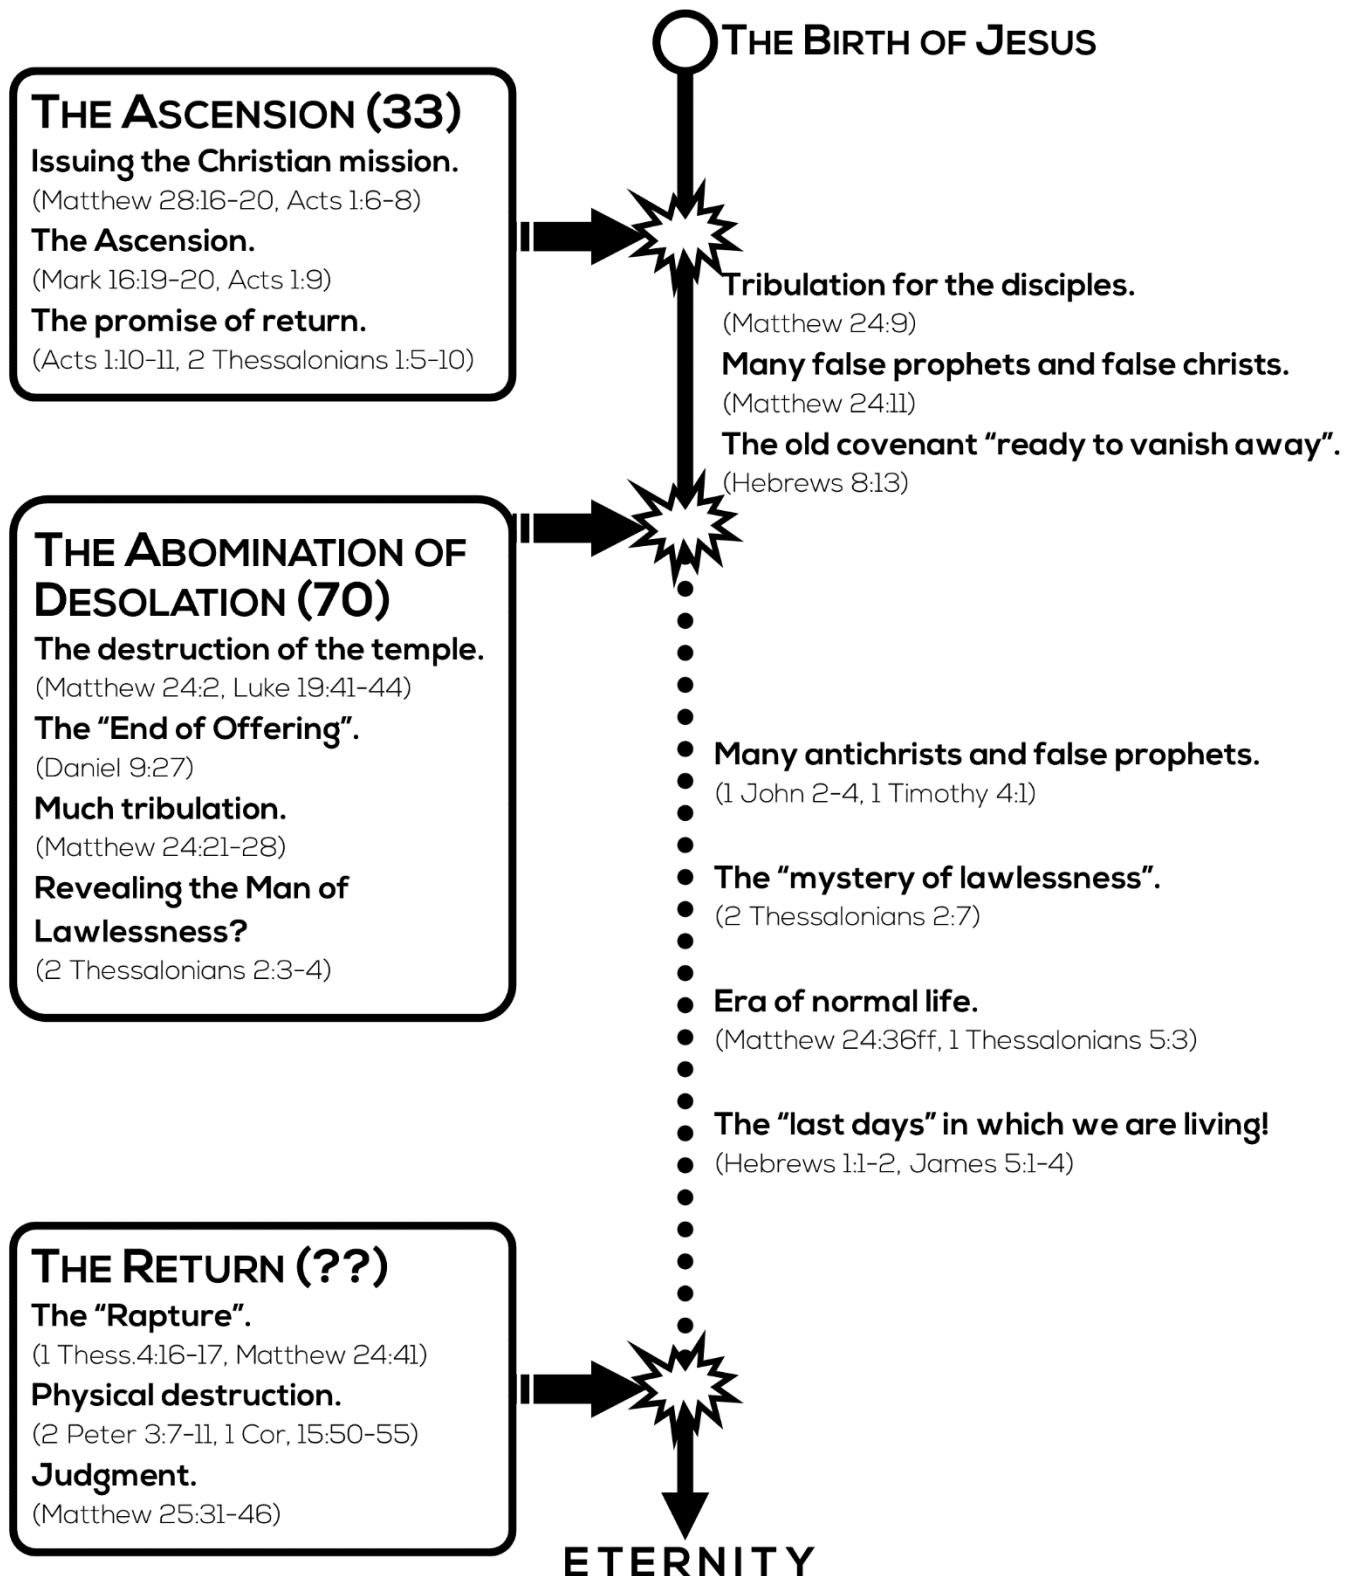 THE BIRTH OF JESUS
THE ASCENSION (33)
Issuing the Christian mission.
(Matthew 28:16-20, Acts 1:6-8)
The Ascension.
(Mark 16:19-20, Acts 1:9)
The promise of return.
(Acts 1:10-11, 2 Thessalonians 1:5-10)
Tribulation for the disciples.
(Matthew 24:9)
Many false prophets and false christs.
(Matthew 24:11)
The old covenant “ready to vanish away”.
(Hebrews 8:13)
THE ABOMINATION OF
DESOLATION (70)
The destruction of the temple.
(Matthew 24:2, Luke 19:41-44)
The “End of Offering”.
(Daniel 9:27)
Much tribulation.
(Matthew 24:21-28)
Revealing the Man of
Lawlessness?
(2 Thessalonians 2:3-4)
Many antichrists and false prophets.
(1 John 2-4, 1 Timothy 4:1)
The “mystery of lawlessness”.
(2 Thessalonians 2:7)
Era of normal life.
(Matthew 24:36ff, 1 Thessalonians 5:3)
The “last days” in which we are living!
(Hebrews 1:1-2, James 5:1-4)
THE RETURN (??)
The “Rapture”.
(1 Thess.4:16-17, Matthew 24:41)
Physical destruction.
(2 Peter 3:7-11, 1 Cor, 15:50-55)
Judgment.
(Matthew 25:31-46)
ETERNITY